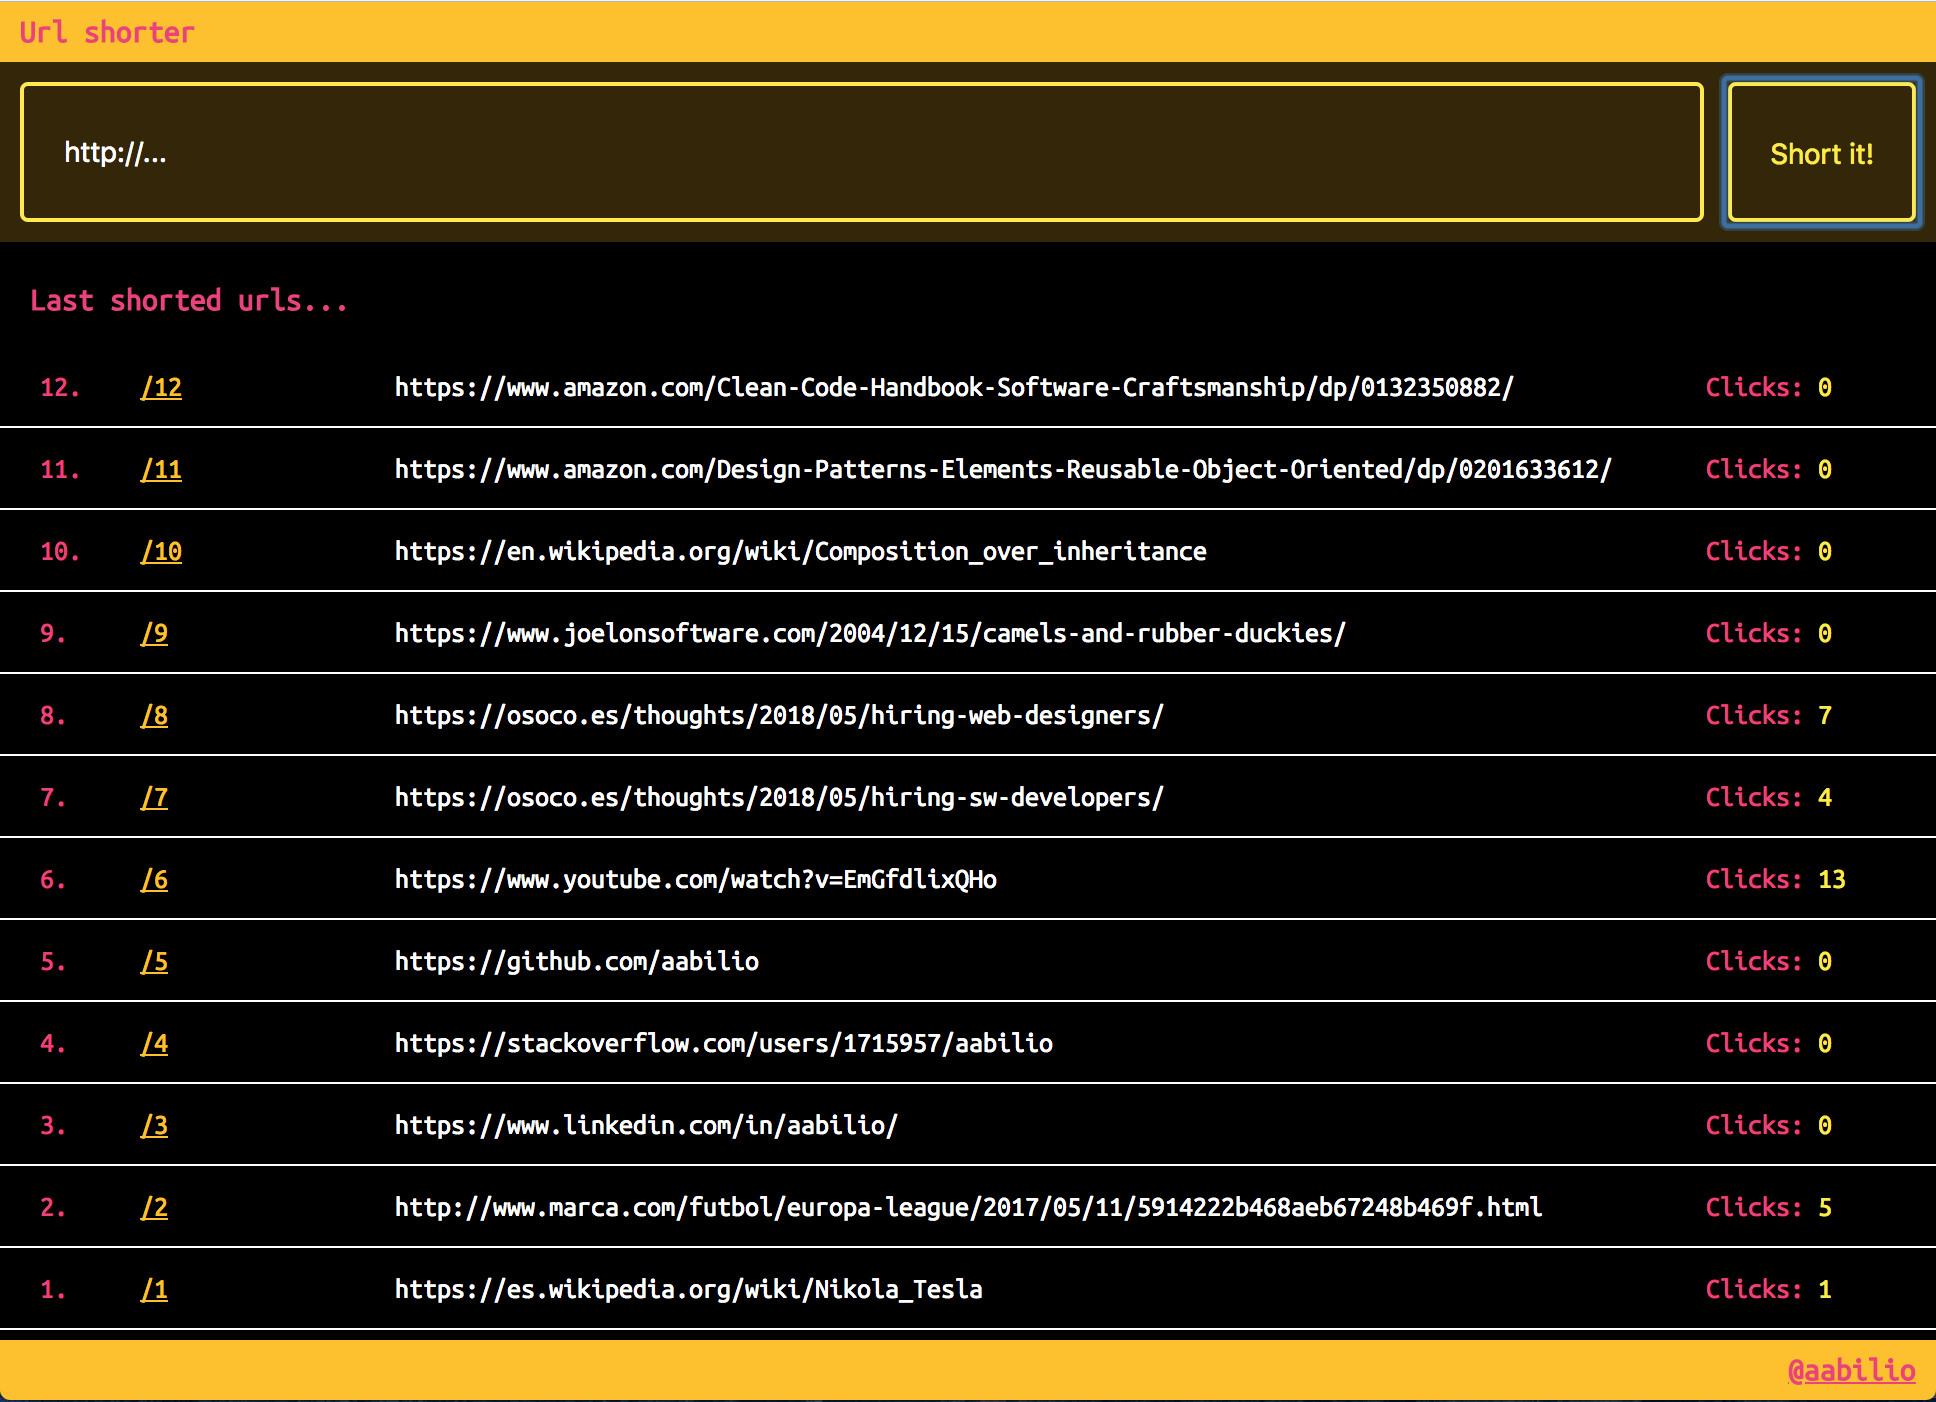 Url shorter
http://... Short it!
Last shorted urls...
12. /12 https://www.amazon.com/Clean-Code-Handbook-Software-Craftsmanship/dp/0132350882/ Clicks: 0
11. /11 https://www.amazon.com/Design-Patterns-Elements-Reusable-Object-Oriented/dp/0201633612/ Clicks: 0
10. /10 https://en.wikipedia.org/wiki/Composition_over_inheritance Clicks: 0
9. /9 https://www.joelonsoftware.com/2004/12/15/camels-and-rubber-duckies/ Clicks: 0
8. /8 https://osoco.es/thoughts/2018/05/hiring-web-designers/ Clicks: 7
7. /7 https://osoco.es/thoughts/2018/05/hiring-sw-developers/ Clicks: 4
6. /6 https://www.youtube.com/watch?v=EmGfdlixQHo Clicks: 13
5. /5 https://github.com/aabilio Clicks: 0
4. /4 https://stackoverflow.com/users/1715957/aabilio Clicks: 0
3. /3 https://www.linkedin.com/in/aabilio/ Clicks: 0
2. /2 http://www.marca.com/futbol/europa-league/2017/05/11/5914222b468aeb67248b469f.html Clicks: 5
1. /1 https://es.wikipedia.org/wiki/Nikola_Tesla Clicks: 1
@aabilio